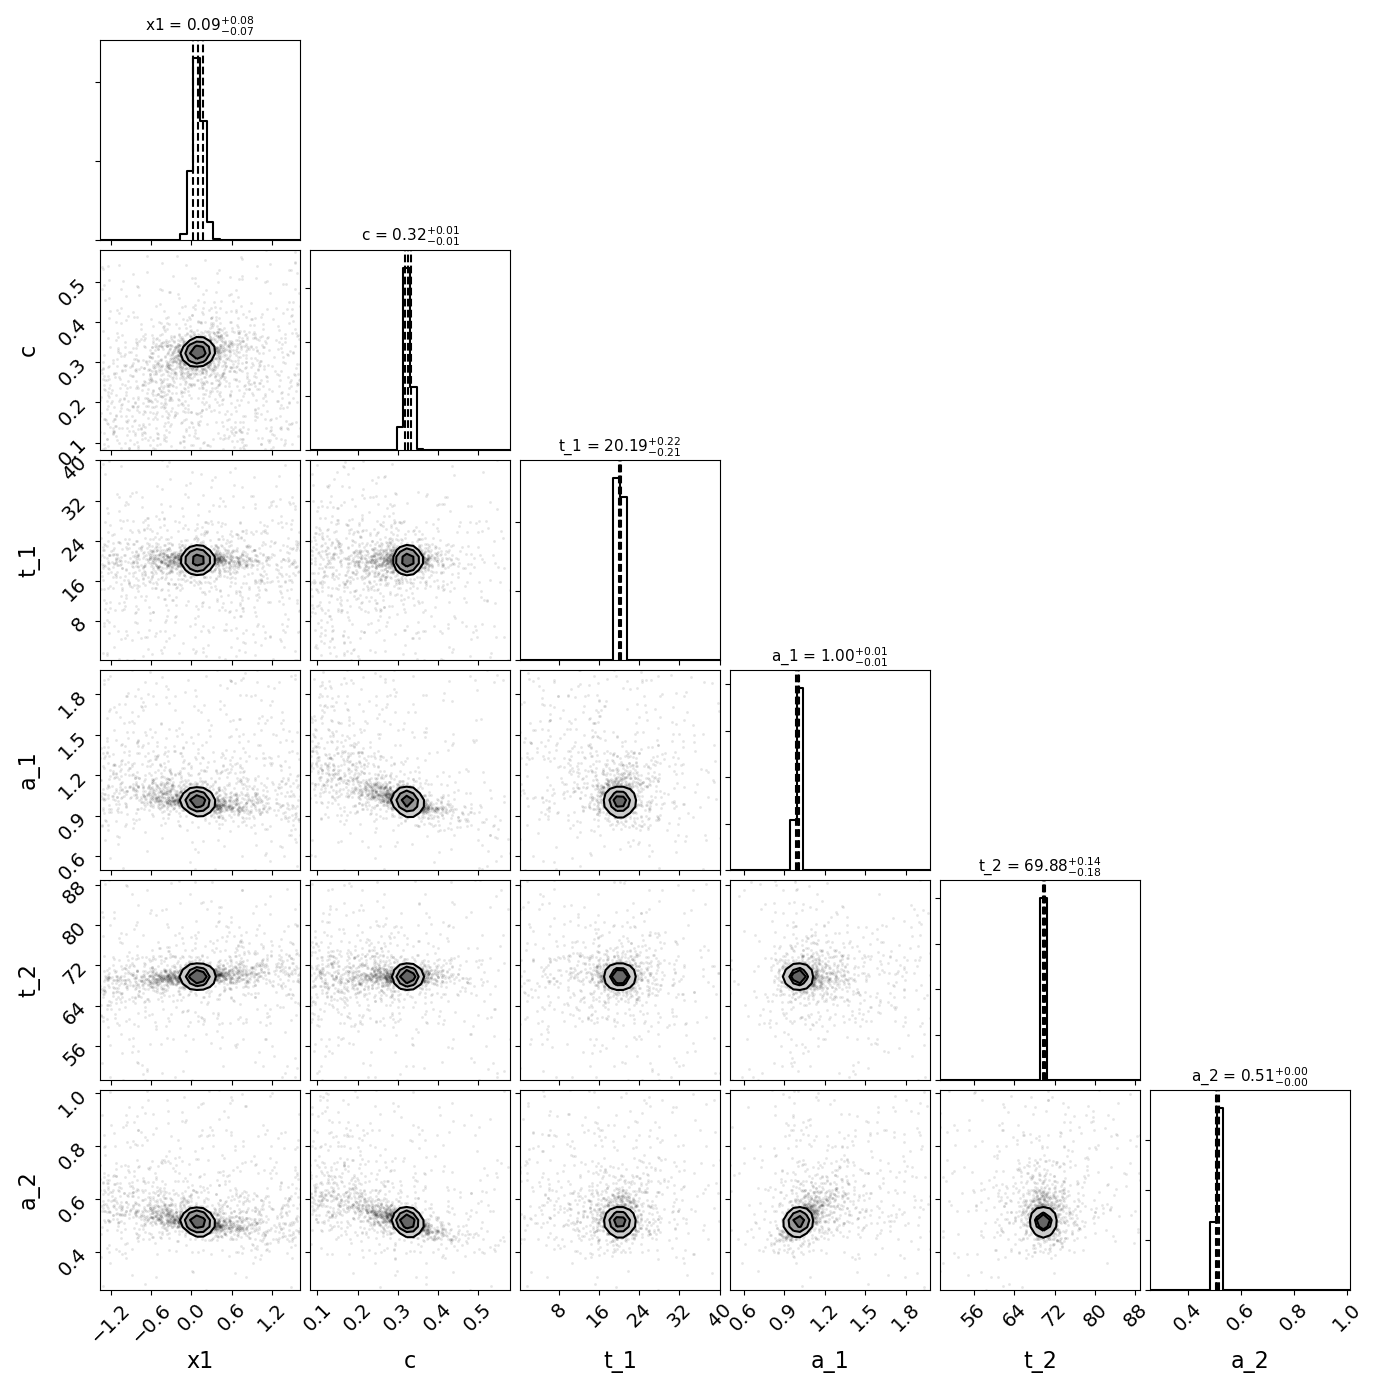 x1 = 0.09+0.08 −0.07
c = 0.32+0.01 −0.01
0.5
0.4
0.3
0.2
0.1
c
t_1 = 20.19+0.22 −0.21
40
32
24
16
8
t_1
a_1 = 1.00+0.01 −0.01
1.8
1.5
1.2
0.9
0.6
a_1
t_2 = 69.88+0.14 −0.18
88
80
72
64
56
t_2
a_2 = 0.51+0.00 −0.00
1.0
0.8
0.6
0.4
a_2
−1.2 −0.6 0.0 0.6 1.2
0.1 0.2 0.3 0.4 0.5
8 16 24 32 40
0.6 0.9 1.2 1.5 1.8
56 64 72 80 88
0.4 0.6 0.8 1.0
x1 c t_1 a_1 t_2 a_2